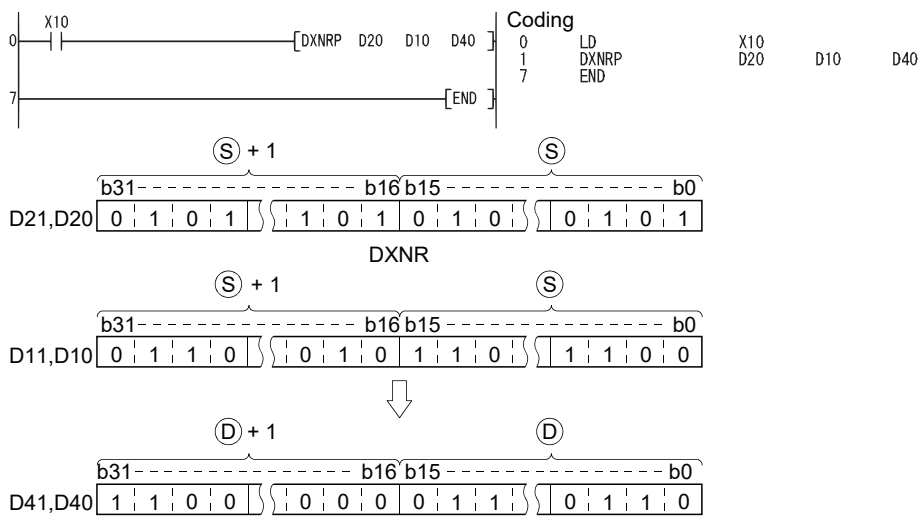 X10
0 DXNRP D20 D10 D40
7 END
Coding
0 LD X10
1 DXNRP D20 D10 D40
7 END
S + 1 S
b31 b16 b15 b0
D21,D20 0 1 0 1 1 0 1 0 1 0 0 1 0 1
DXNR
S + 1 S
b31 b16 b15 b0
D11,D10 0 1 1 0 0 1 0 1 1 0 1 1 0 0
D + 1 D
b31 b16 b15 b0
D41,D40 1 1 0 0 0 0 0 0 1 1 0 1 1 0